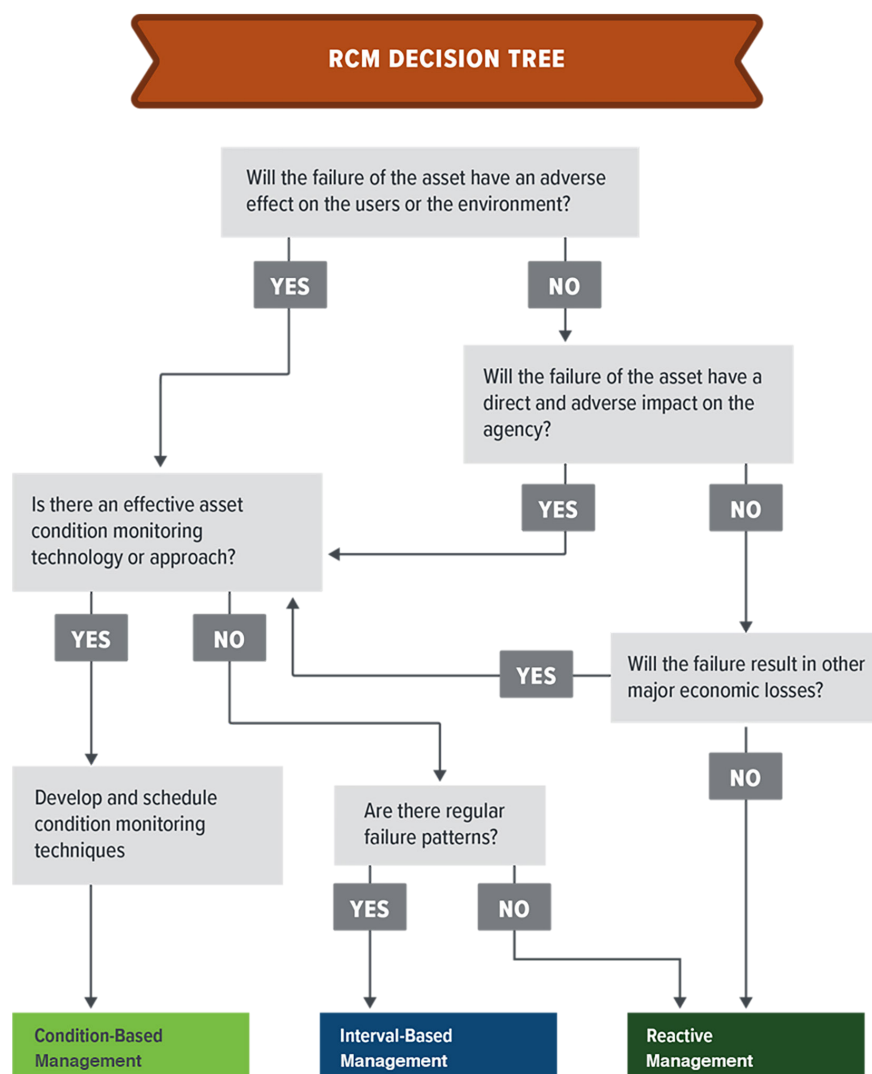 RCM DECISION TREE
Will the failure of the asset have an adverse
effect on the users or the environment?
YES
NO
Will the failure of the asset have a
direct and adverse impact on the
agency?
YES
NO
Is there an effective asset
condition monitoring
technology or approach?
YES
NO
Will the failure result in other
major economic losses?
YES
NO
Develop and schedule
condition monitoring
techniques
Are there regular
failure patterns?
YES
NO
Condition-Based
Management
Interval-Based
Management
Reactive
Management